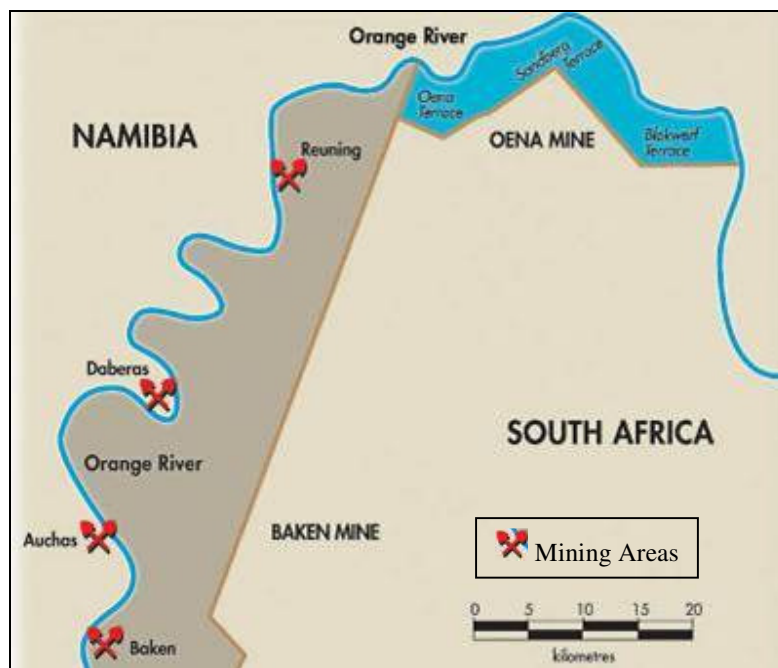 Orange River
Sandberg
Terrace
Oena
Terrace
NAMIBIA
Reuning
OENA MINE
Blokwerf
Terrace
Daberas
SOUTH AFRICA
Orange River
Auchas
BAKEN MINE
Mining Areas
0 5 10 15 20
Baken
kilometres